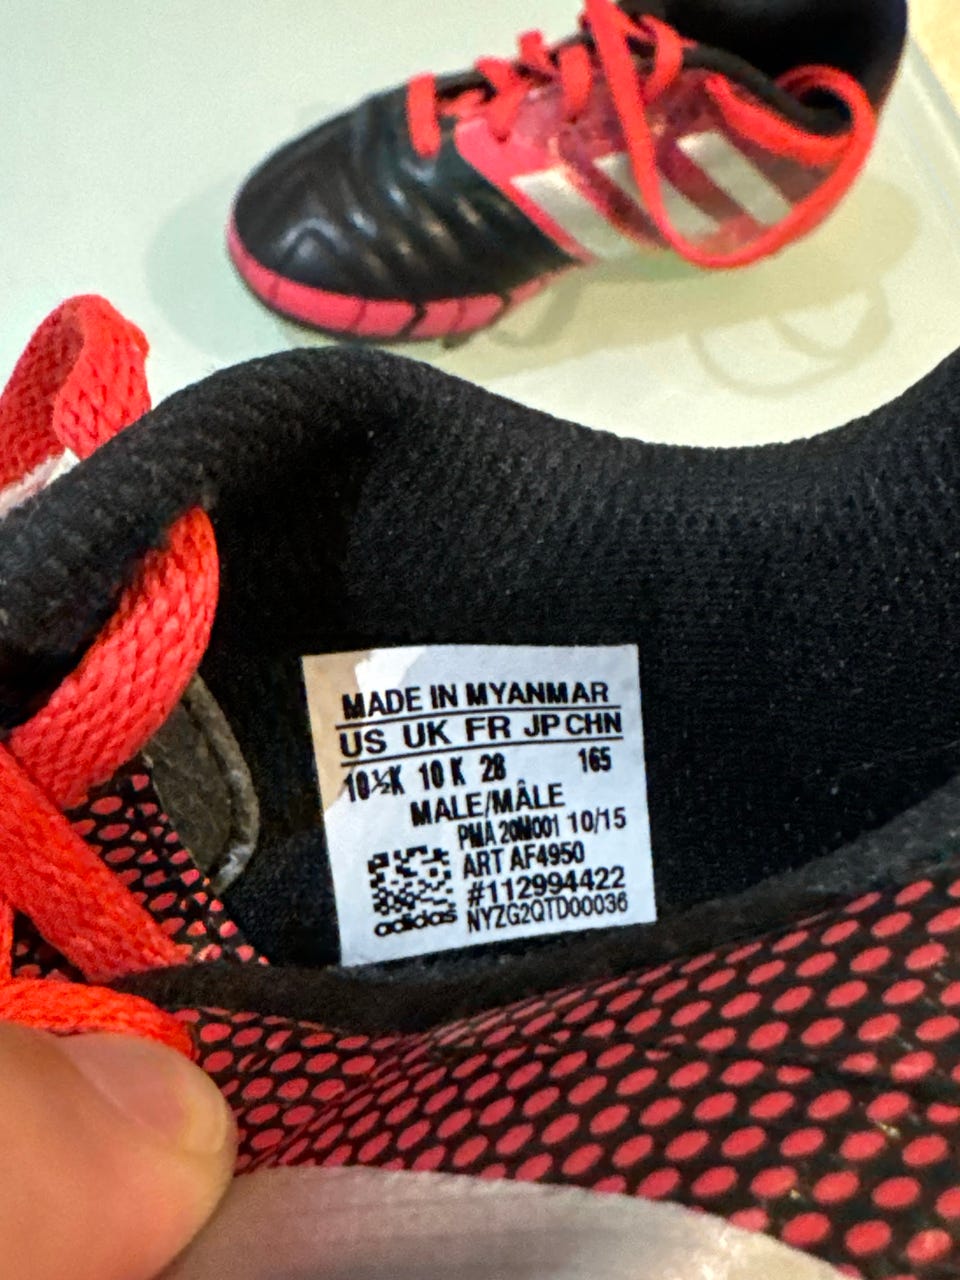 MADE IN MYANMAR
US UK FR JP CHN
10½K 10 K 28 165
MALE/MÂLE
PMA 20M001 10/15
ART AF4950
#112994422
adidas NYZG2QTD00036